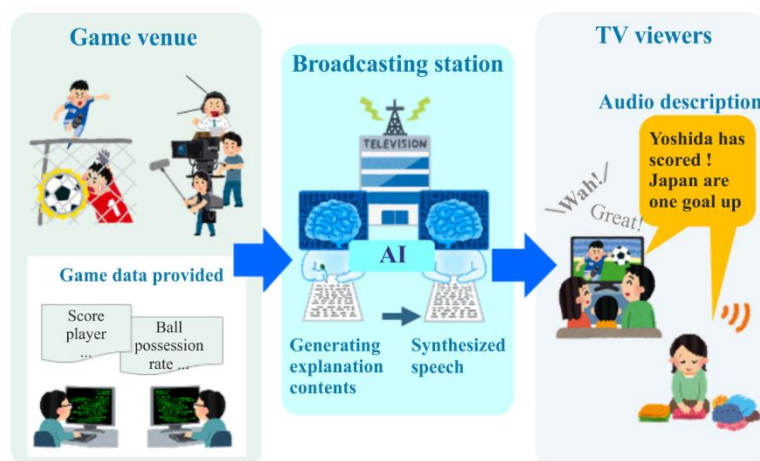 Game venue
1
Game data provided
Score
player
...
Ball
possession
rate ...
Broadcasting station
TELEVISION
AI
Generating
explanation
contents
Synthesized
speech
TV viewers
Audio description
Yoshida has
scored !
Japan are
one goal up
\Wah!/
Great!